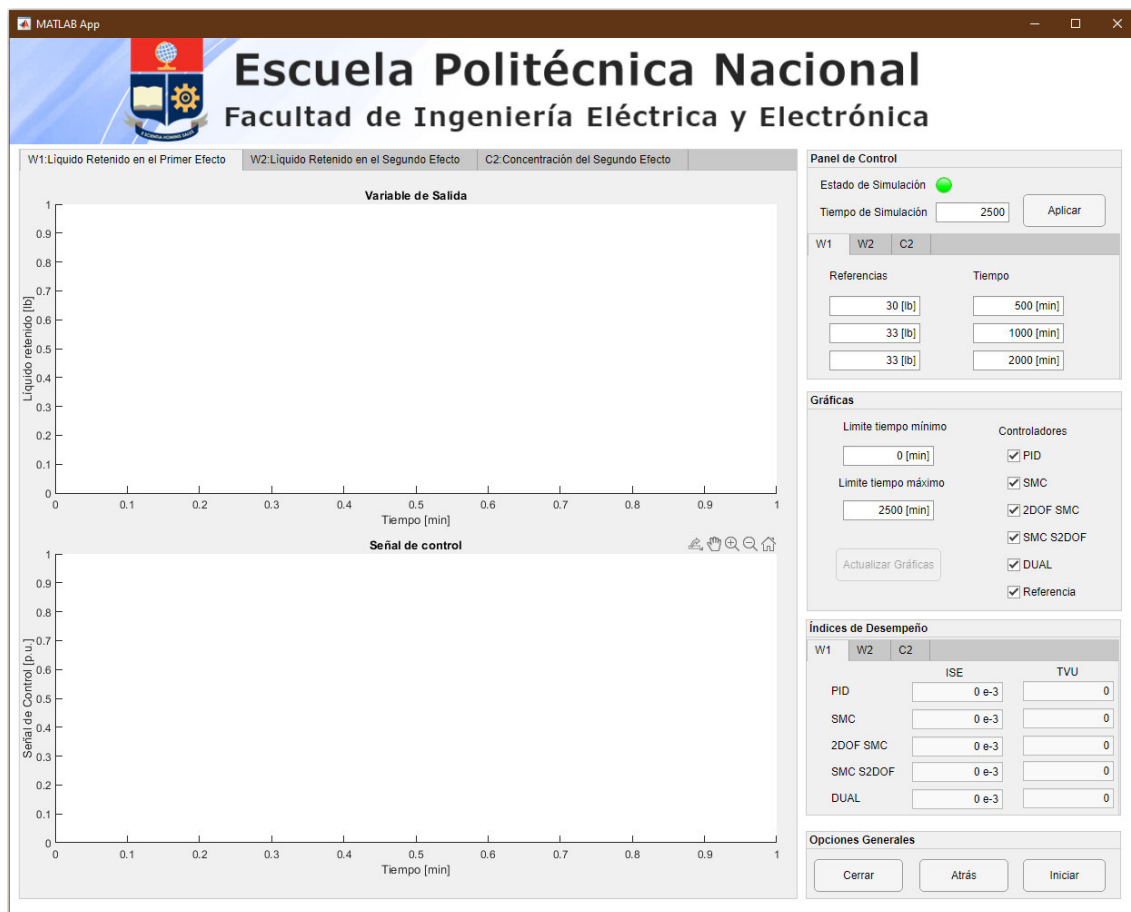 MATLAB App
Escuela Politécnica Nacional
Facultad de Ingeniería Eléctrica y Electrónica
E SCIENTIA HOMINIS SALUS
W1:Líquido Retenido en el Primer Efecto W2:Líquido Retenido en el Segundo Efecto C2:Concentración del Segundo Efecto
Variable de Salida
1
0.9
0.8
0.7
0.6
0.5
0.4
0.3
0.2
0.1
0
Líquido retenido [lb]
0 0.1 0.2 0.3 0.4 0.5 0.6 0.7 0.8 0.9 1
Tiempo [min]
Señal de control
1
0.9
0.8
0.7
0.6
0.5
0.4
0.3
0.2
0.1
0
Señal de Control [p.u.]
0 0.1 0.2 0.3 0.4 0.5 0.6 0.7 0.8 0.9 1
Tiempo [min]
Panel de Control
Estado de Simulación
Tiempo de Simulación 2500 Aplicar
W1 W2 C2
Referencias Tiempo
30 [lb] 500 [min]
33 [lb] 1000 [min]
33 [lb] 2000 [min]
Gráficas
Limite tiempo mínimo
0 [min]
Limite tiempo máximo
2500 [min]
Actualizar Gráficas
Controladores
PID
SMC
2DOF SMC
SMC S2DOF
DUAL
Referencia
Índices de Desempeño
W1 W2 C2
ISE TVU
PID 0 e-3 0
SMC 0 e-3 0
2DOF SMC 0 e-3 0
SMC S2DOF 0 e-3 0
DUAL 0 e-3 0
Opciones Generales
Cerrar Atrás Iniciar